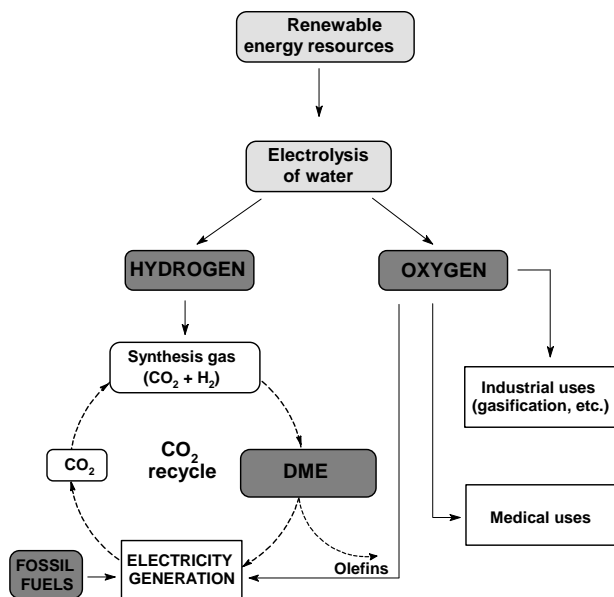 Renewable
energy resources
Electrolysis
of water
HYDROGEN
OXYGEN
Synthesis gas
(CO₂ + H₂)
Industrial uses
(gasification, etc.)
CO₂
CO₂
recycle
DME
Medical uses
FOSSIL
FUELS
ELECTRICITY
GENERATION
Olefins